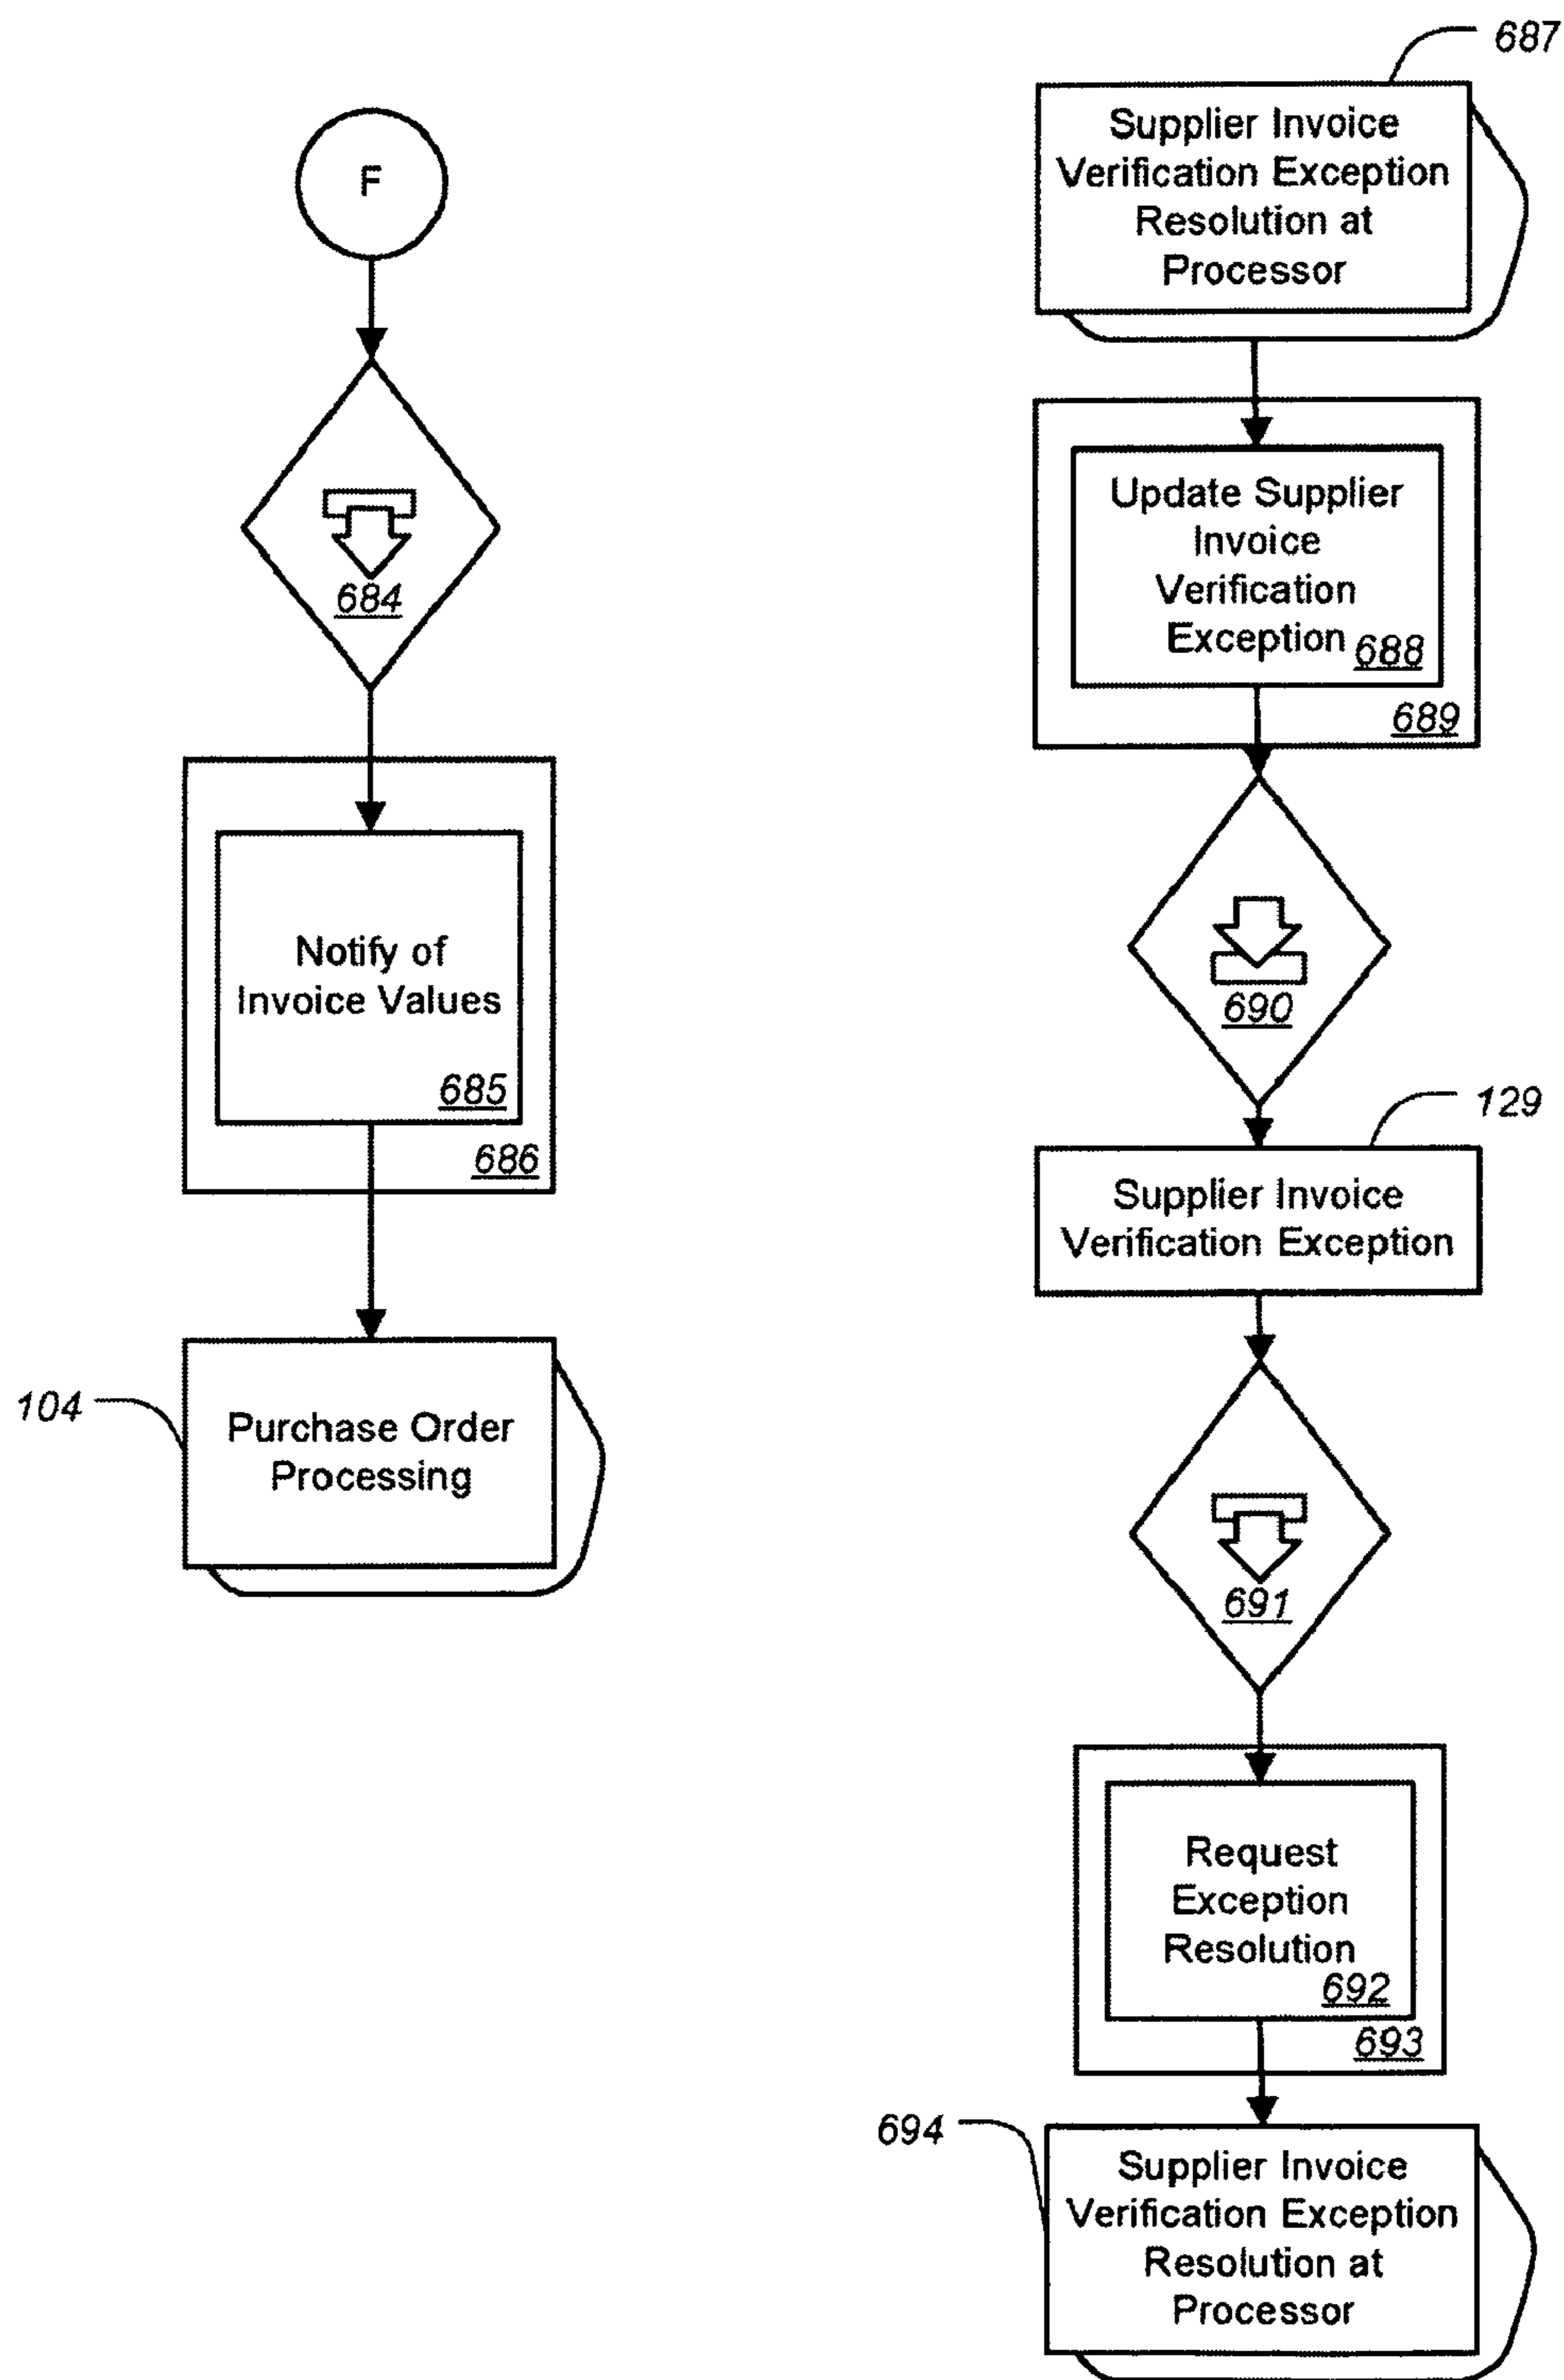 F
684
Notify of
Invoice Values
685
686
104
Purchase Order
Processing
687
Supplier Invoice
Verification Exception
Resolution at
Processor
Update Supplier
Invoice
Verification
Exception
688
689
690
129
Supplier Invoice
Verification Exception
691
Request
Exception
Resolution
692
693
694
Supplier Invoice
Verification Exception
Resolution at
Processor